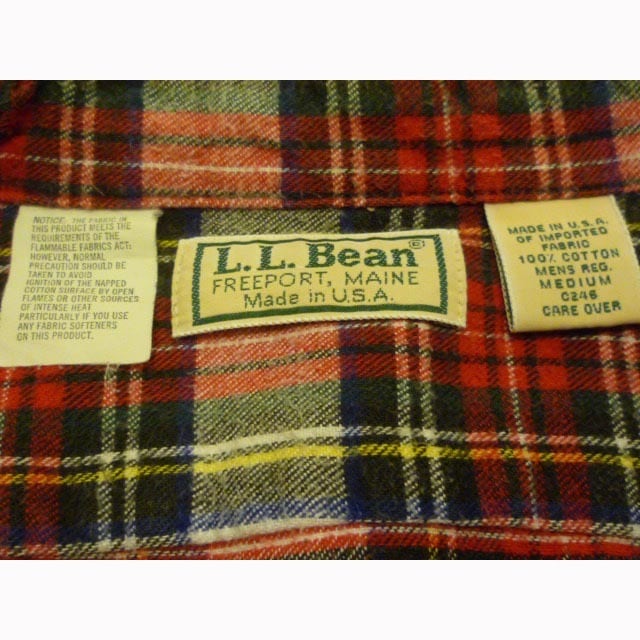 NOTICE: THE FABRIC IN
THIS PRODUCT MEETS THE
REQUIREMENTS OF THE
FLAMMABLE FABRICS ACT:
HOWEVER, NORMAL
PRECAUTION SHOULD BE
TAKEN TO AVOID
IGNITION OF THE NAPPED
COTTON SURFACE BY OPEN
FLAMES OR OTHER SOURCES
OF INTENSE HEAT
PARTICULARLY IF YOU USE
ANY FABRIC SOFTENERS
ON THIS PRODUCT.
L.L.Bean®
FREEPORT, MAINE
Made in U.S.A.
MADE IN U.S.A.
OF IMPORTED
FABRIC
100% COTTON
MENS REG.
MEDIUM
C246
CARE OVER